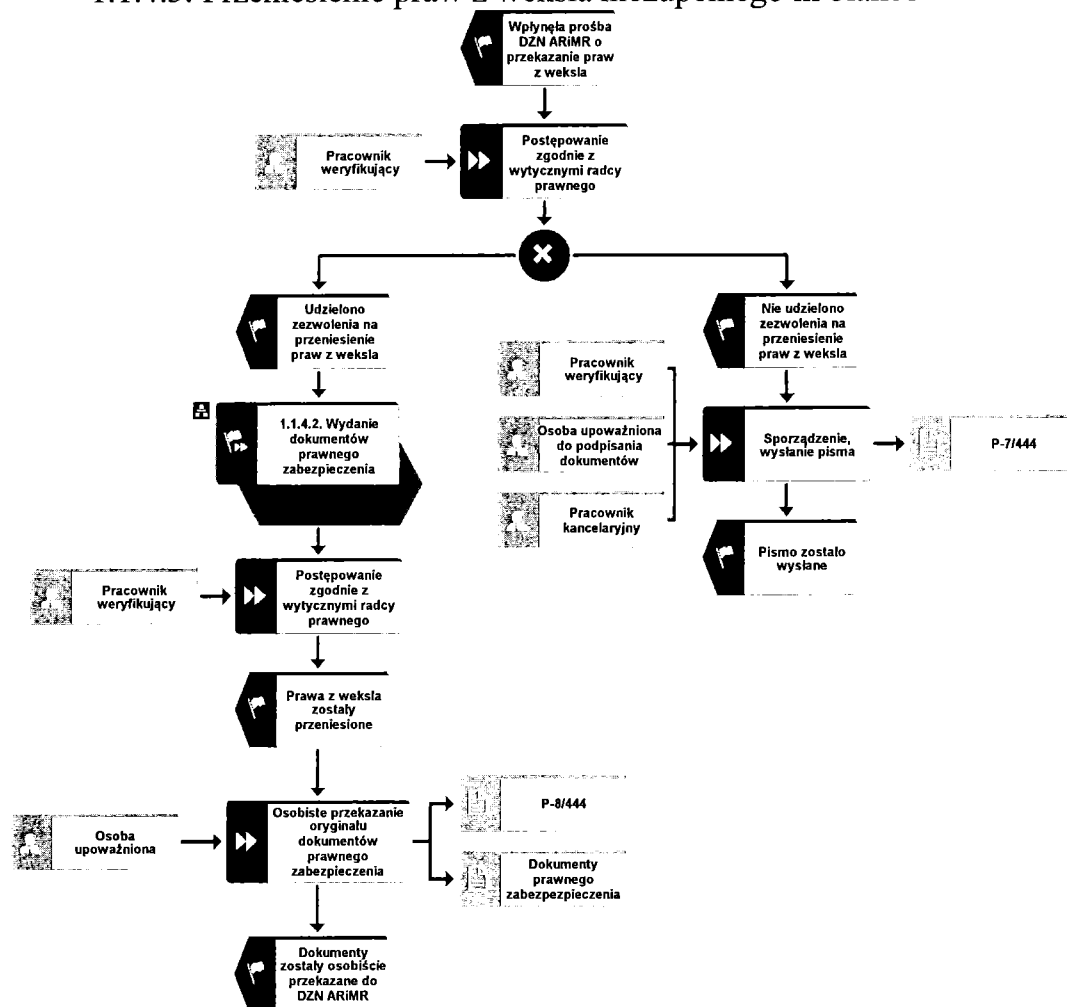 Wpłynęła prośba
DZN ARiMR o
przekazanie praw
z weksla
Pracownik
weryfikujący
Postępowanie
zgodnie z
wytycznymi radcy
prawnego
Udzielono
zezwolenia na
przeniesienie
praw z weksla
Nie udzielono
zezwolenia na
przeniesienie
praw z weksla
Pracownik
weryfikujący
1.1.4.2. Wydanie
dokumentów
prawnego
zabezpieczenia
Osoba upoważniona
do podpisania
dokumentów
Sporządzenie,
wysłanie pisma
P-7/444
Pracownik
kancelaryjny
Pismo zostało
wysłane
Pracownik
weryfikujący
Postępowanie
zgodnie z
wytycznymi radcy
prawnego
Prawa z weksla
zostały
przeniesione
Osoba
upoważniona
Osobiste przekazanie
oryginału
dokumentów
prawnego
zabezpieczenia
P-8/444
Dokumenty
prawnego
zabezpezpieczenia
Dokumenty
zostały osobiście
przekazane do
DZN ARiMR